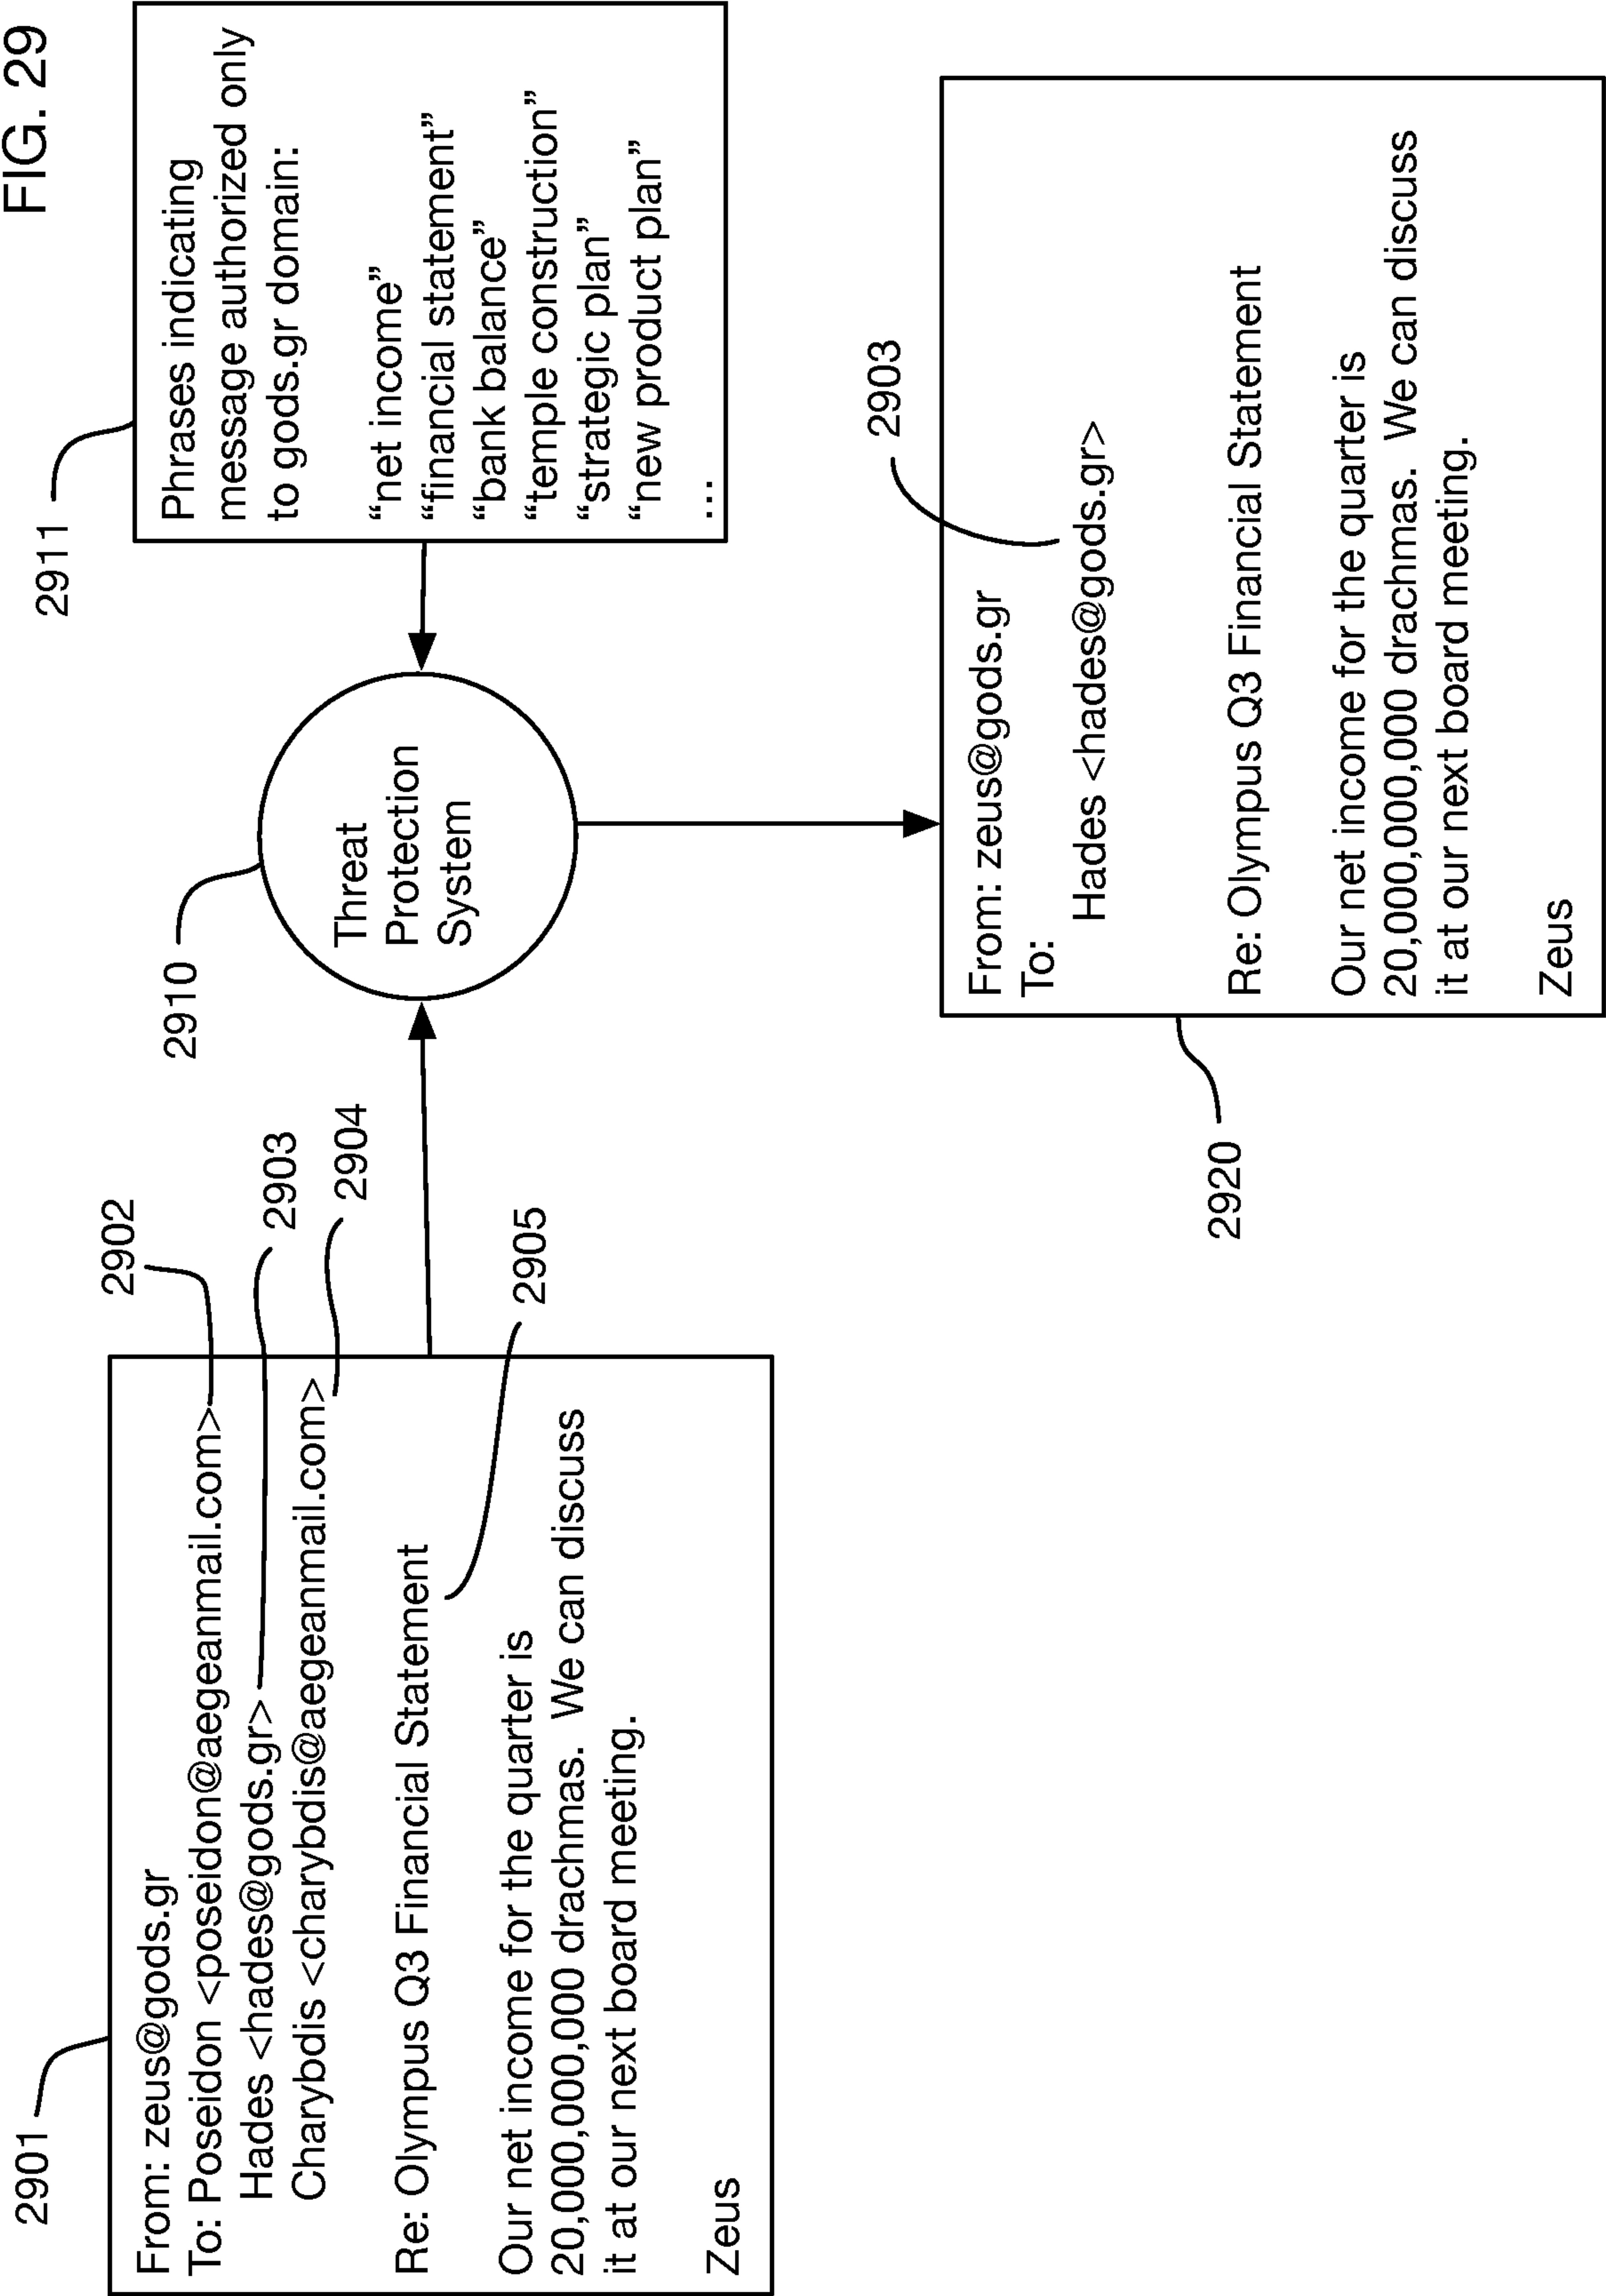 FIG. 29
2901
From: zeus@gods.gr
To: Poseidon <poseidon@aegeanmail.com>
Hades <hades@gods.gr>
Charybdis <charybdis@aegeanmail.com>
Re: Olympus Q3 Financial Statement
Our net income for the quarter is
20,000,000,000 drachmas. We can discuss
it at our next board meeting.
Zeus
2902
2903
2904
2905
2910
Threat
Protection
System
2911
Phrases indicating
message authorized only
to gods.gr domain:
“net income”
“financial statement”
“bank balance”
“temple construction”
“strategic plan”
“new product plan”
...
2920
From: zeus@gods.gr
To:
Hades <hades@gods.gr>
2903
Re: Olympus Q3 Financial Statement
Our net income for the quarter is
20,000,000,000 drachmas. We can discuss
it at our next board meeting.
Zeus